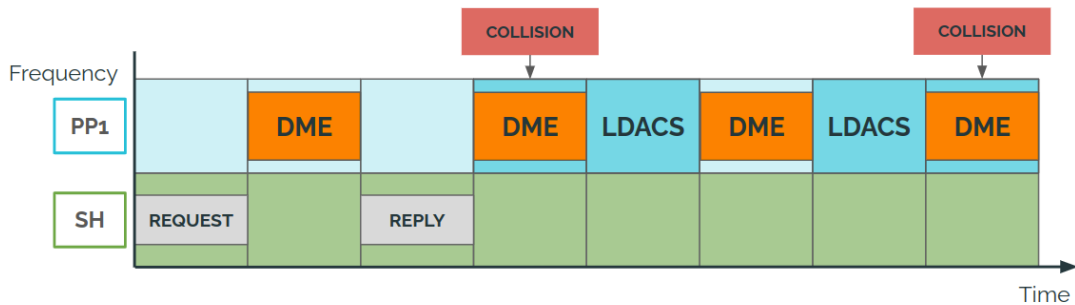 COLLISION
COLLISION
Frequency
PP1
DME
DME
LDACS
DME
LDACS
DME
SH
REQUEST
REPLY
Time